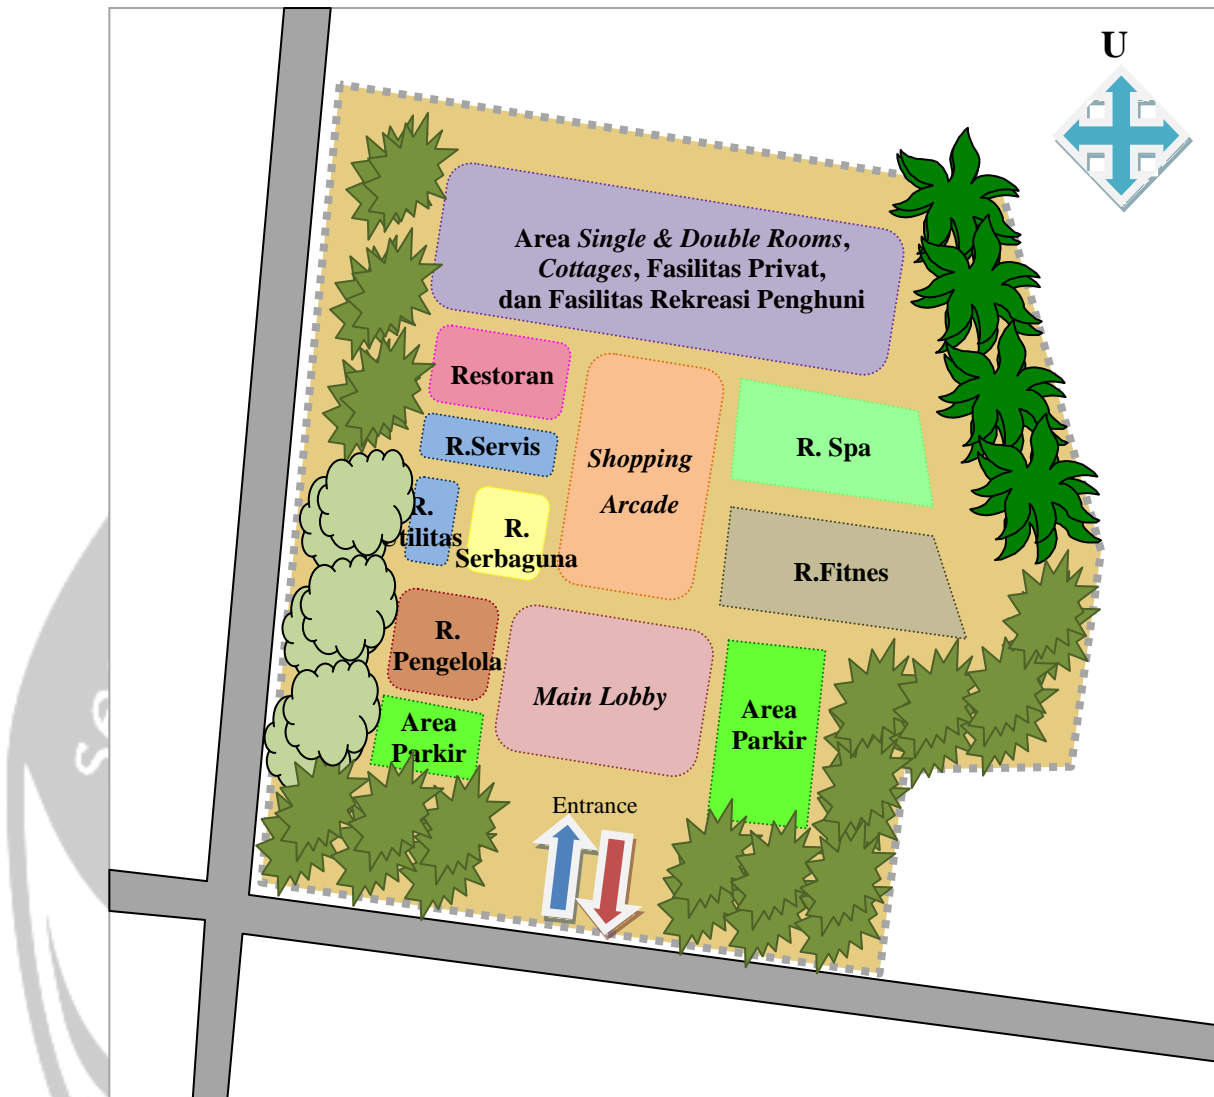 U
Area Single & Double Rooms,
Cottages, Fasilitas Privat,
dan Fasilitas Rekreasi Penghuni
Restoran
R.Servis
Shopping
Arcade
R. Spa
R.
tilitas
R.
Serbaguna
R.Fitnes
R.
Pengelola
Main Lobby
Area
Parkir
Area
Parkir
Entrance